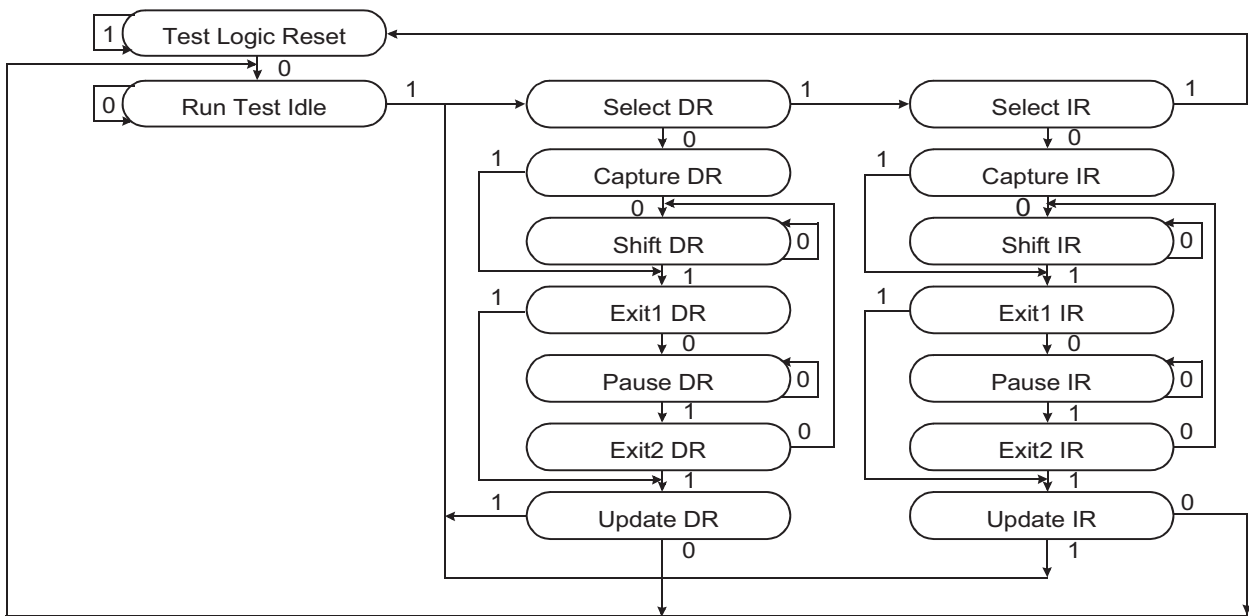 1
Test Logic Reset
0
0
Run Test Idle
1
Select DR
1
Select IR
1
0
0
1
Capture DR
1
Capture IR
0
0
Shift DR
0
Shift IR
0
1
1
1
Exit1 DR
1
Exit1 IR
0
0
Pause DR
0
Pause IR
0
1
1
Exit2 DR
0
Exit2 IR
0
1
1
1
Update DR
Update IR
0
0
1